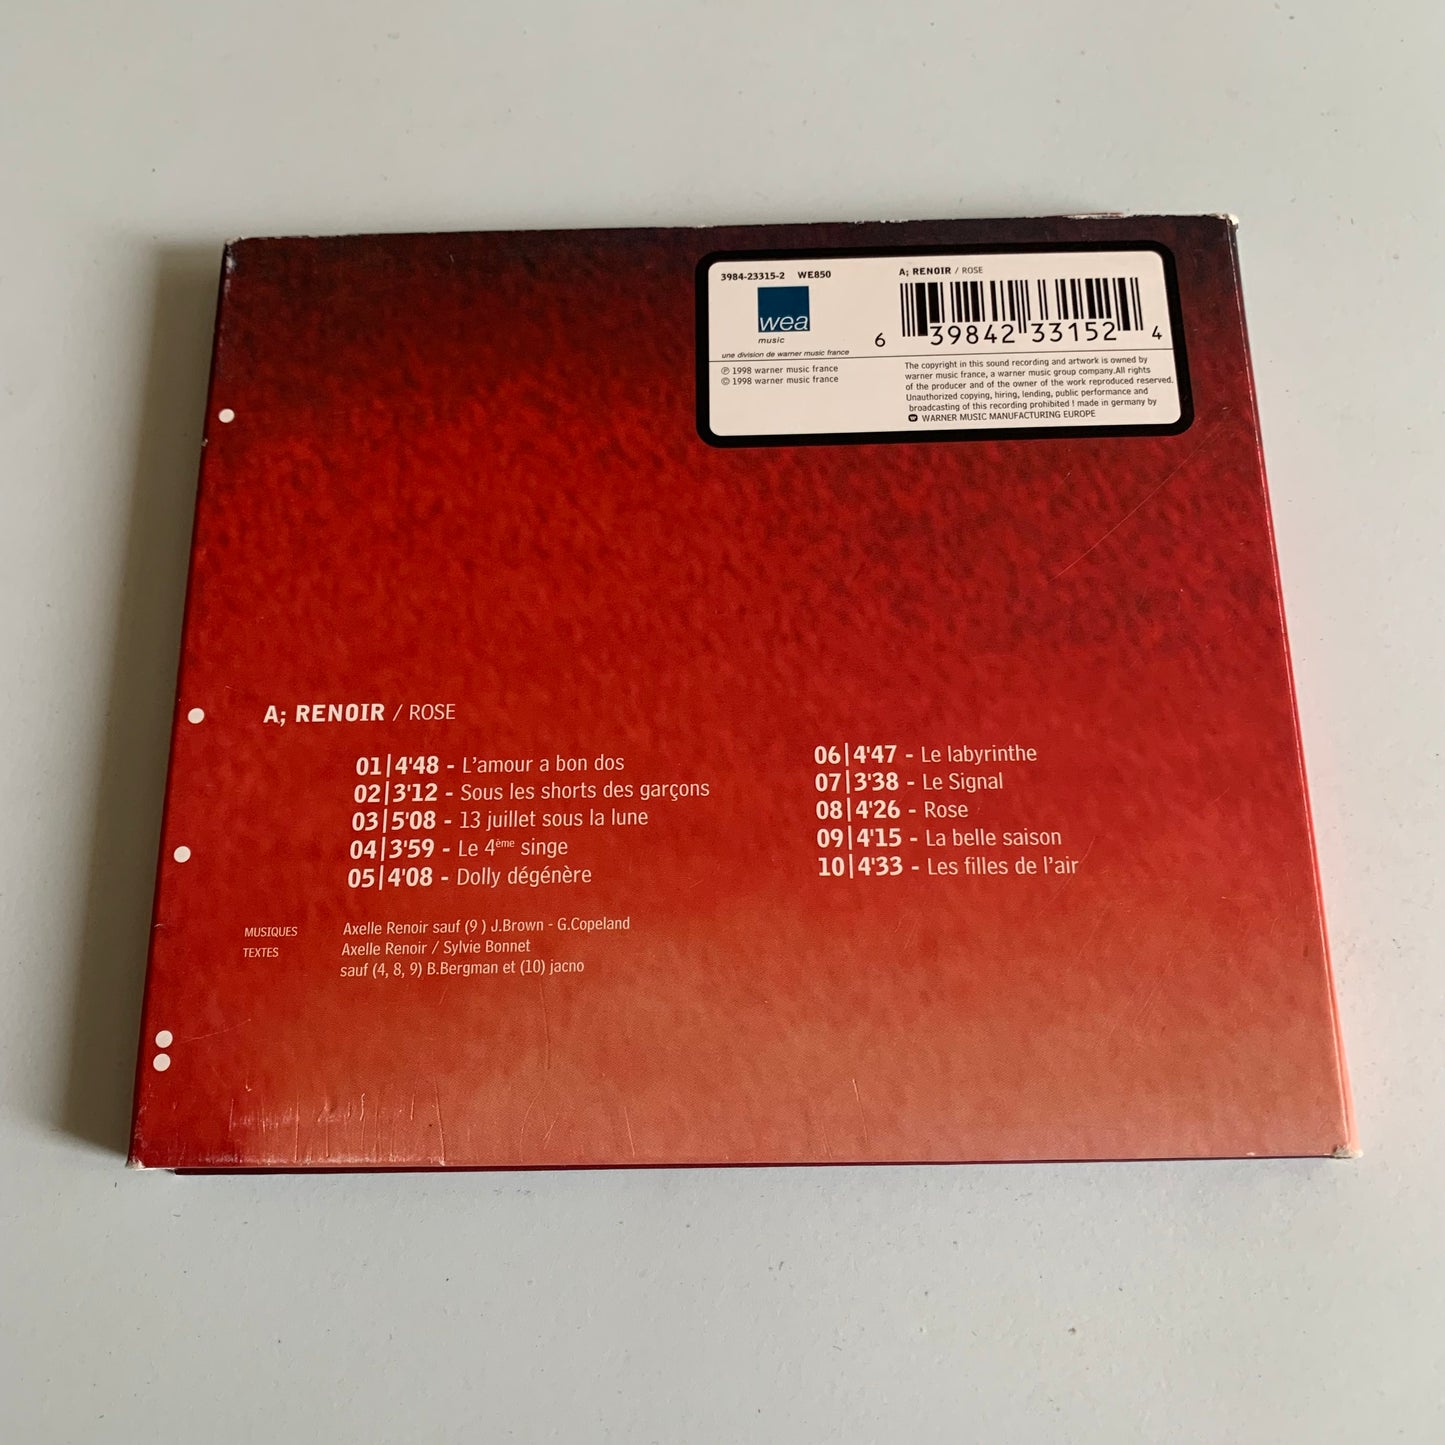 3984-23315-2 WE850
A; RENOIR / ROSE
wea
music
une division de warner music france
6 39842 33152 4
℗ 1998 warner music france
© 1998 warner music france
The copyright in this sound recording and artwork is owned by
warner music france, a warner music group company.All rights
of the producer and of the owner of the work reproduced reserved.
Unauthorized copying, hiring, lending, public performance and
broadcasting of this recording prohibited ! made in germany by
WARNER MUSIC MANUFACTURING EUROPE
A; RENOIR / ROSE
01|4'48 - L'amour a bon dos
02|3'12 - Sous les shorts des garçons
03|5'08 - 13 juillet sous la lune
04|3'59 - Le 4ème singe
05|4'08 - Dolly dégénère
06|4'47 - Le labyrinthe
07|3'38 - Le Signal
08|4'26 - Rose
09|4'15 - La belle saison
10|4'33 - Les filles de l'air
MUSIQUES Axelle Renoir sauf (9 ) J.Brown - G.Copeland
TEXTES Axelle Renoir / Sylvie Bonnet
sauf (4, 8, 9) B.Bergman et (10) jacno